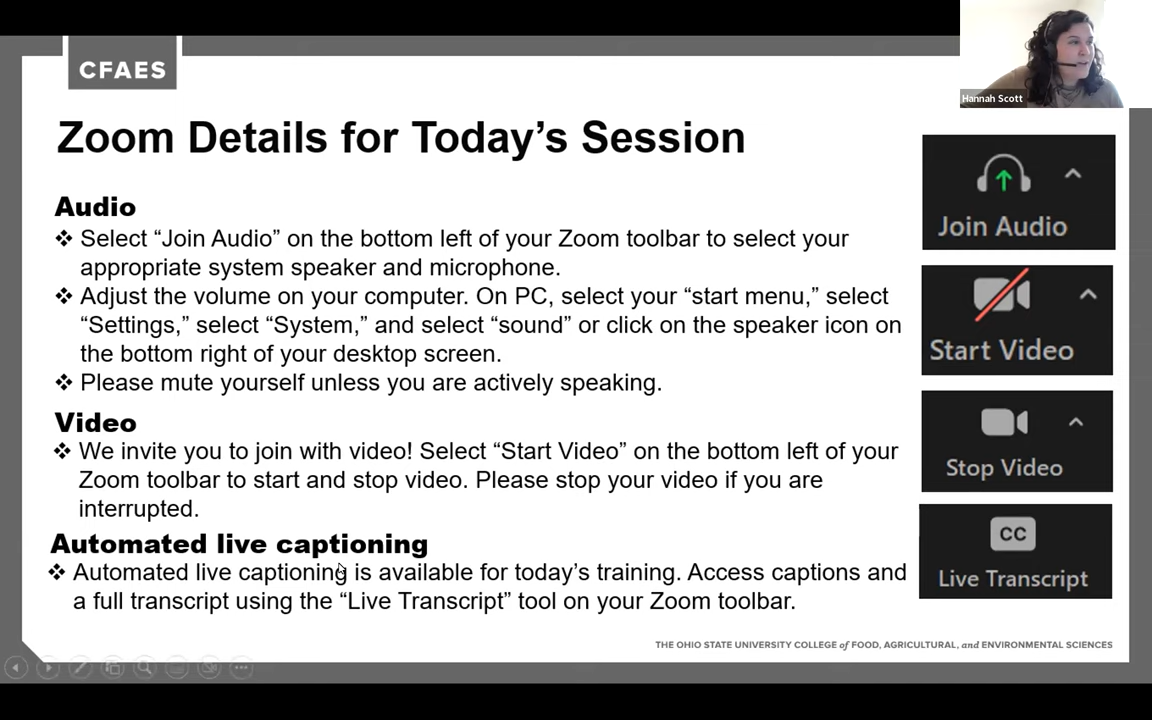 CFAES
Hannah Scott
Zoom Details for Today’s Session
Audio
❖ Select “Join Audio” on the bottom left of your Zoom toolbar to select your
appropriate system speaker and microphone.
❖ Adjust the volume on your computer. On PC, select your “start menu,” select
“Settings,” select “System,” and select “sound” or click on the speaker icon on
the bottom right of your desktop screen.
❖ Please mute yourself unless you are actively speaking.
Video
❖ We invite you to join with video! Select “Start Video” on the bottom left of your
Zoom toolbar to start and stop video. Please stop your video if you are
interrupted.
Automated live captioning
❖ Automated live captioning is available for today’s training. Access captions and
a full transcript using the “Live Transcript” tool on your Zoom toolbar.
Join Audio
Start Video
Stop Video
CC
Live Transcript
THE OHIO STATE UNIVERSITY COLLEGE of FOOD, AGRICULTURAL, and ENVIRONMENTAL SCIENCES